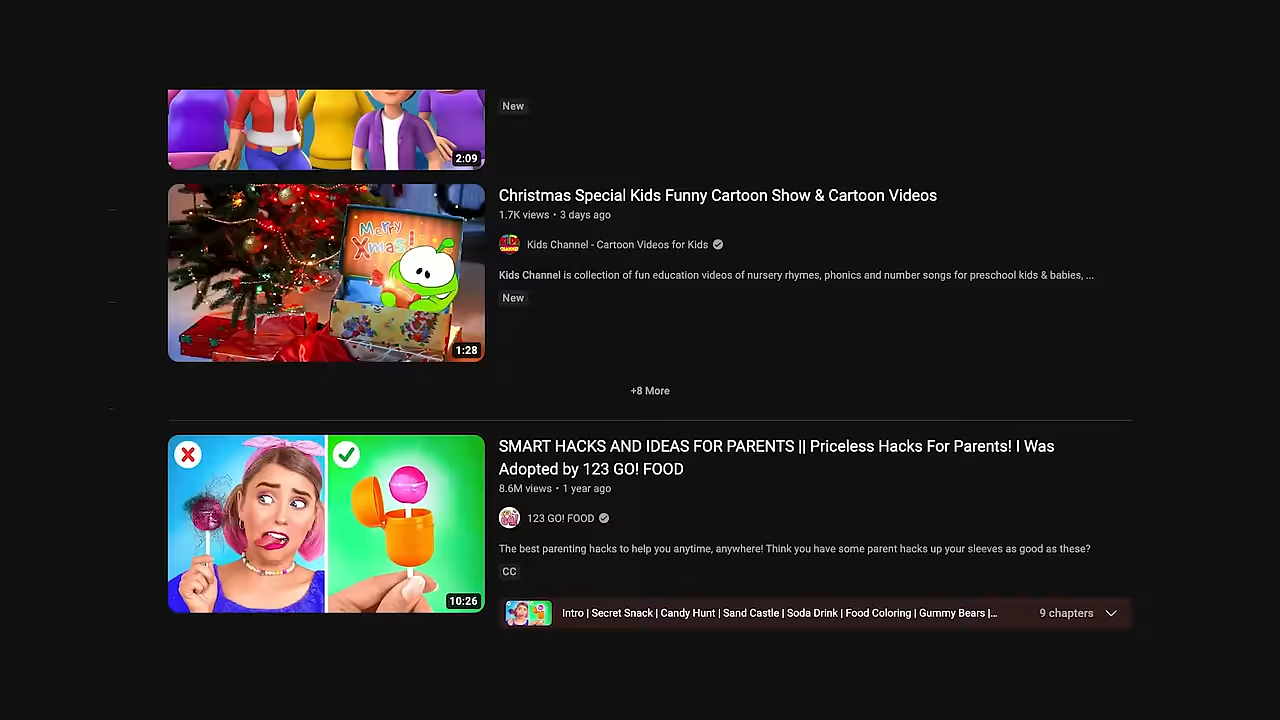 New
2:09
Christmas Special Kids Funny Cartoon Show & Cartoon Videos
1.7K views • 3 days ago
Merry
Xmas!
Kids Channel - Cartoon Videos for Kids
Kids Channel is collection of fun education videos of nursery rhymes, phonics and number songs for preschool kids & babies, ...
New
1:28
+8 More
SMART HACKS AND IDEAS FOR PARENTS || Priceless Hacks For Parents! I Was
Adopted by 123 GO! FOOD
8.6M views • 1 year ago
123 GO! FOOD
The best parenting hacks to help you anytime, anywhere! Think you have some parent hacks up your sleeves as good as these?
CC
10:26
Intro | Secret Snack | Candy Hunt | Sand Castle | Soda Drink | Food Coloring | Gummy Bears |...
9 chapters